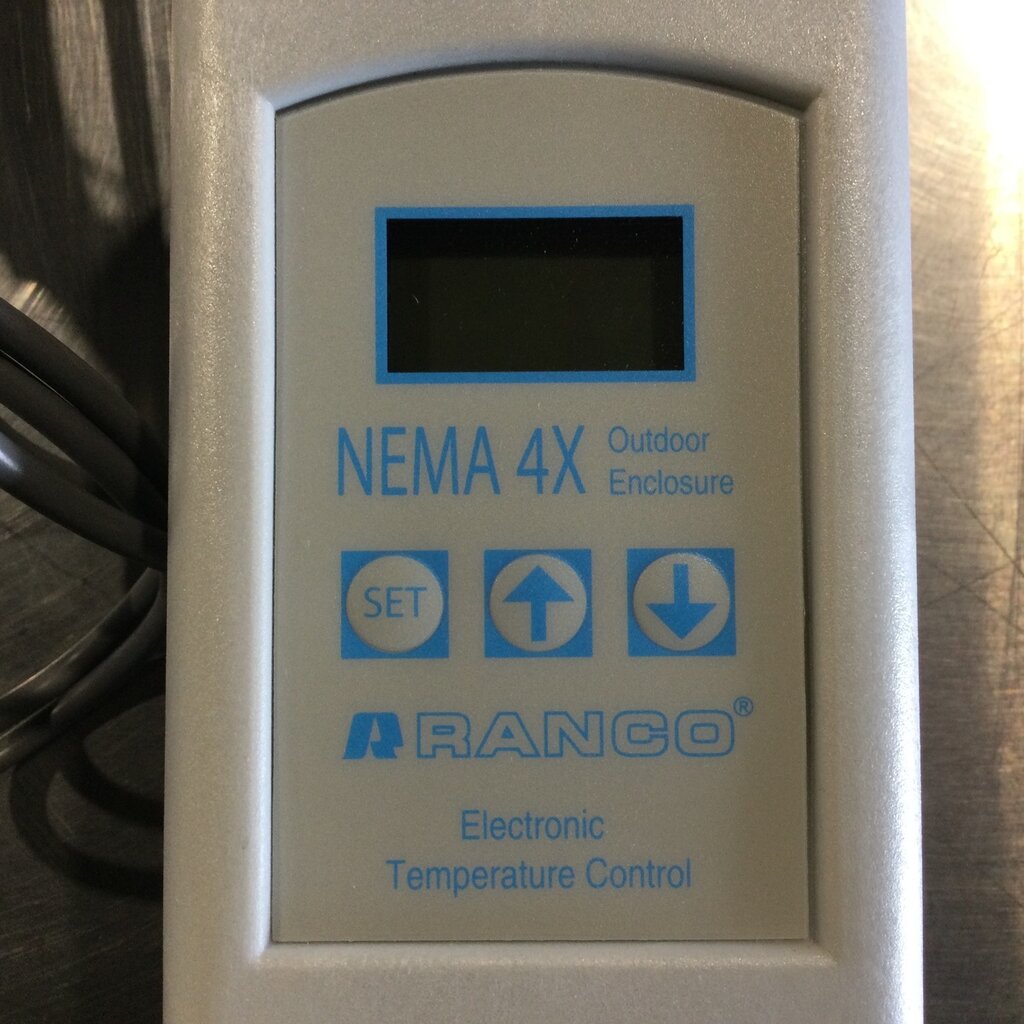 NEMA 4X Outdoor
Enclosure
SET
RANCO®
Electronic
Temperature Control